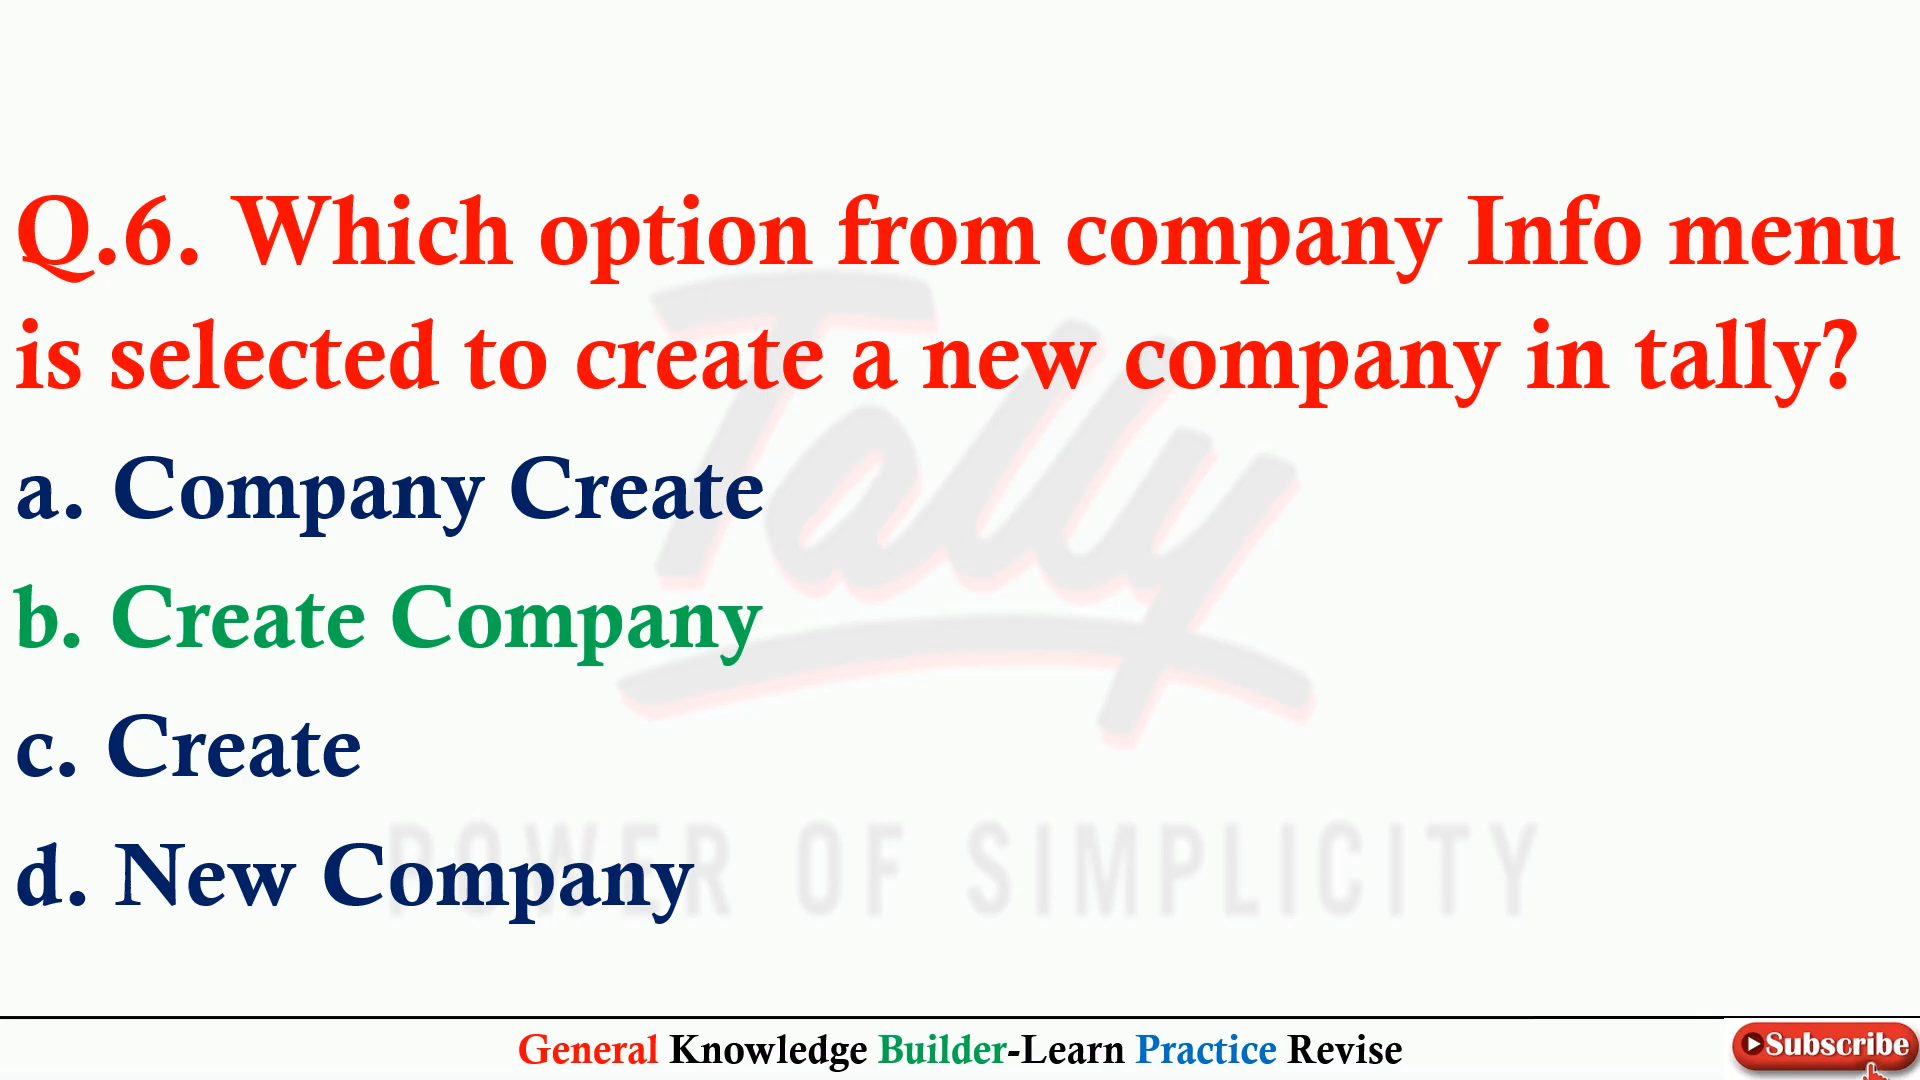 Q.6. Which option from company Info menu
is selected to create a new company in tally?
a. Company Create
b. Create Company
c. Create
d. New Company
Tally
POWER OF SIMPLICITY
General Knowledge Builder-Learn Practice Revise
Subscribe